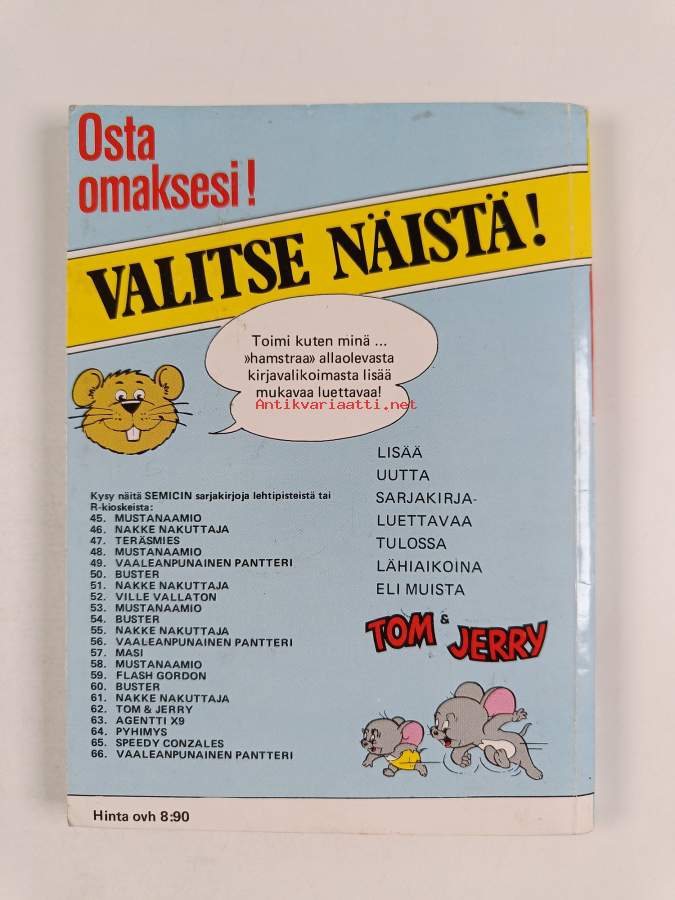 Osta
omaksesi!
VALITSE NÄISTÄ!
Toimi kuten minä ...
»hamstraa» allaolevasta
kirjavalikoimasta lisää
mukavaa luettavaa!
Antikvariaatti.net
LISÄÄ
UUTTA
SARJAKIRJA-
LUETTAVAA
TULOSSA
LÄHIAIKOINA
ELI MUISTA
TOM & JERRY
Kysy näitä SEMICIN sarjakirjoja lehtipisteistä tai
R-kioskeista:
45. MUSTANAAMIO
46. NAKKE NAKUTTAJA
47. TERÄSMIES
48. MUSTANAAMIO
49. VAALEANPUNAINEN PANTTERI
50. BUSTER
51. NAKKE NAKUTTAJA
52. VILLE VALLATON
53. MUSTANAAMIO
54. BUSTER
55. NAKKE NAKUTTAJA
56. VAALEANPUNAINEN PANTTERI
57. MASI
58. MUSTANAAMIO
59. FLASH GORDON
60. BUSTER
61. NAKKE NAKUTTAJA
62. TOM & JERRY
63. AGENTTI X9
64. PYHIMYS
65. SPEEDY CONZALES
66. VAALEANPUNAINEN PANTTERI
Hinta ovh 8:90